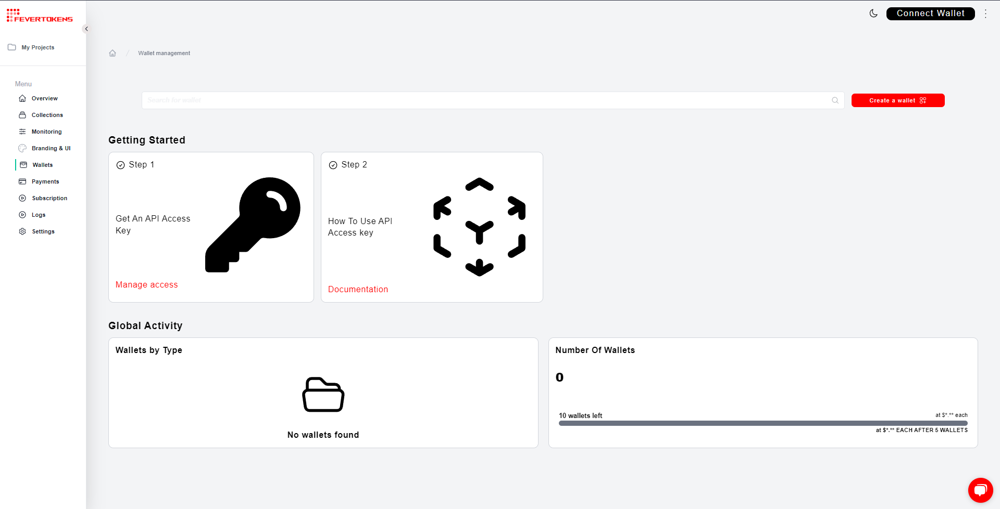 FEVERTOKENS
Connect Wallet
My Projects
Wallet management
Menu
Overview
Collections
Monitoring
Branding & UI
Wallets
Payments
Subscription
Logs
Settings
Search for wallet
Create a wallet
Getting Started
Step 1
Get An API Access
Key
Manage access
Step 2
How To Use API
Access key
Documentation
Global Activity
Wallets by Type
No wallets found
Number Of Wallets
0
10 wallets left
at $*.** each
at $*.** EACH AFTER 5 WALLETS